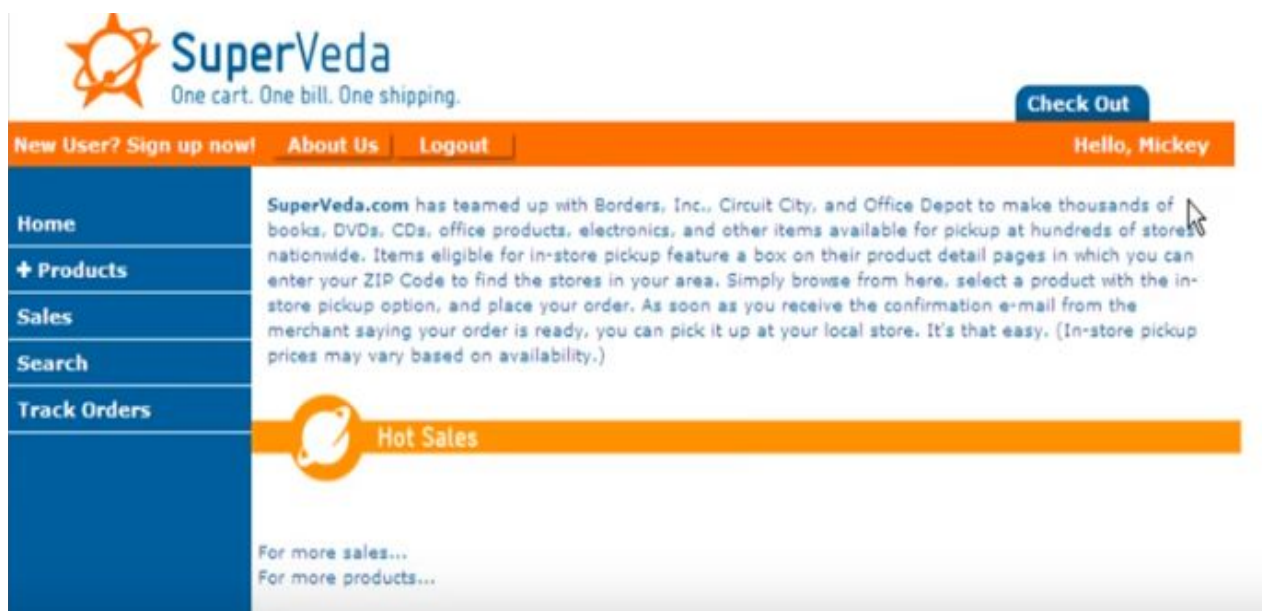 SuperVeda
One cart. One bill. One shipping.
Check Out
New User? Sign up now! About Us Logout Hello, Mickey
Home
+ Products
Sales
Search
Track Orders
SuperVeda.com has teamed up with Borders, Inc., Circuit City, and Office Depot to make thousands of
books, DVDs, CDs, office products, electronics, and other items available for pickup at hundreds of stores
nationwide. Items eligible for in-store pickup feature a box on their product detail pages in which you can
enter your ZIP Code to find the stores in your area. Simply browse from here, select a product with the in-
store pickup option, and place your order. As soon as you receive the confirmation e-mail from the
merchant saying your order is ready, you can pick it up at your local store. It's that easy. (In-store pickup
prices may vary based on availability.)
Hot Sales
For more sales...
For more products...